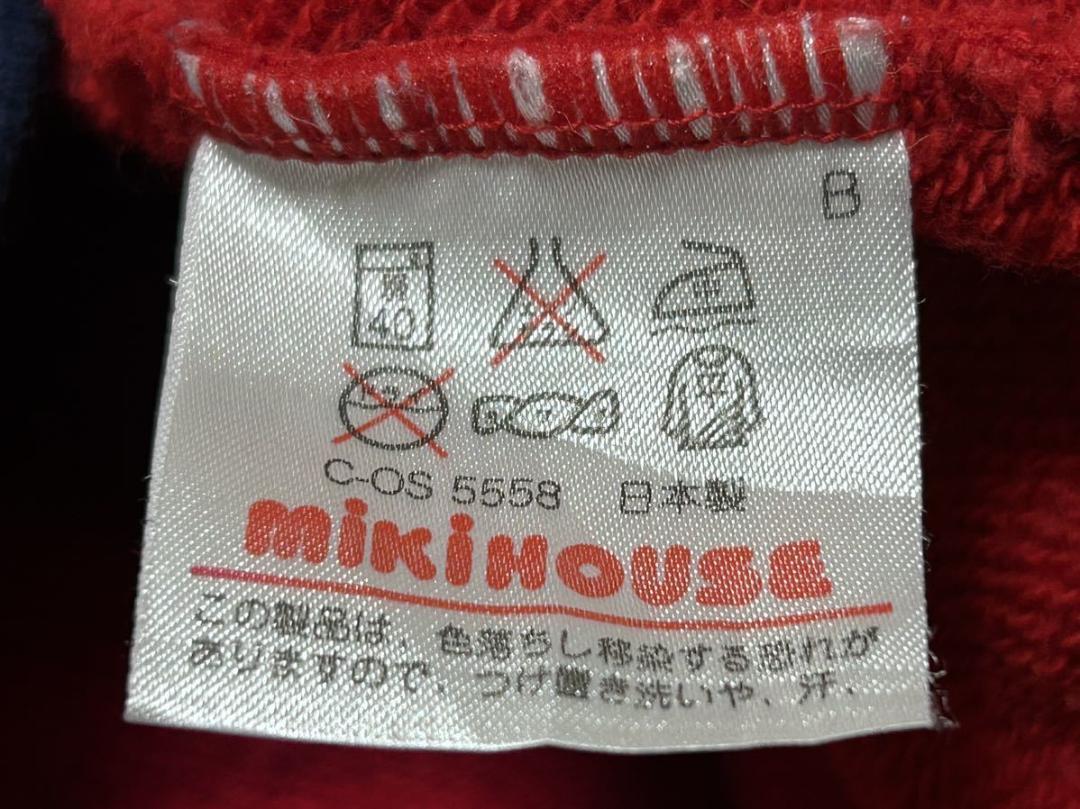 B
40
C-OS 5558 日本製
mikiHOUSE
この製品は、色落ちし移染する恐れが
ありますので、つけ置き洗いや、汗、